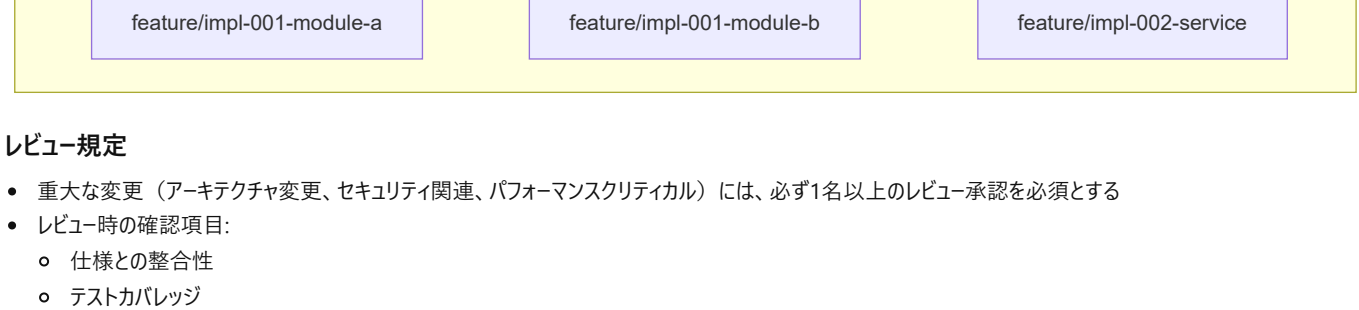 feature/impl-001-module-a
feature/impl-001-module-b
feature/impl-002-service
レビュー規定
重大な変更（アーキテクチャ変更、セキュリティ関連、パフォーマンスクリティカル）には、必ず1名以上のレビュー承認を必須とする
レビュー時の確認項目:
仕様との整合性
テストカバレッジ